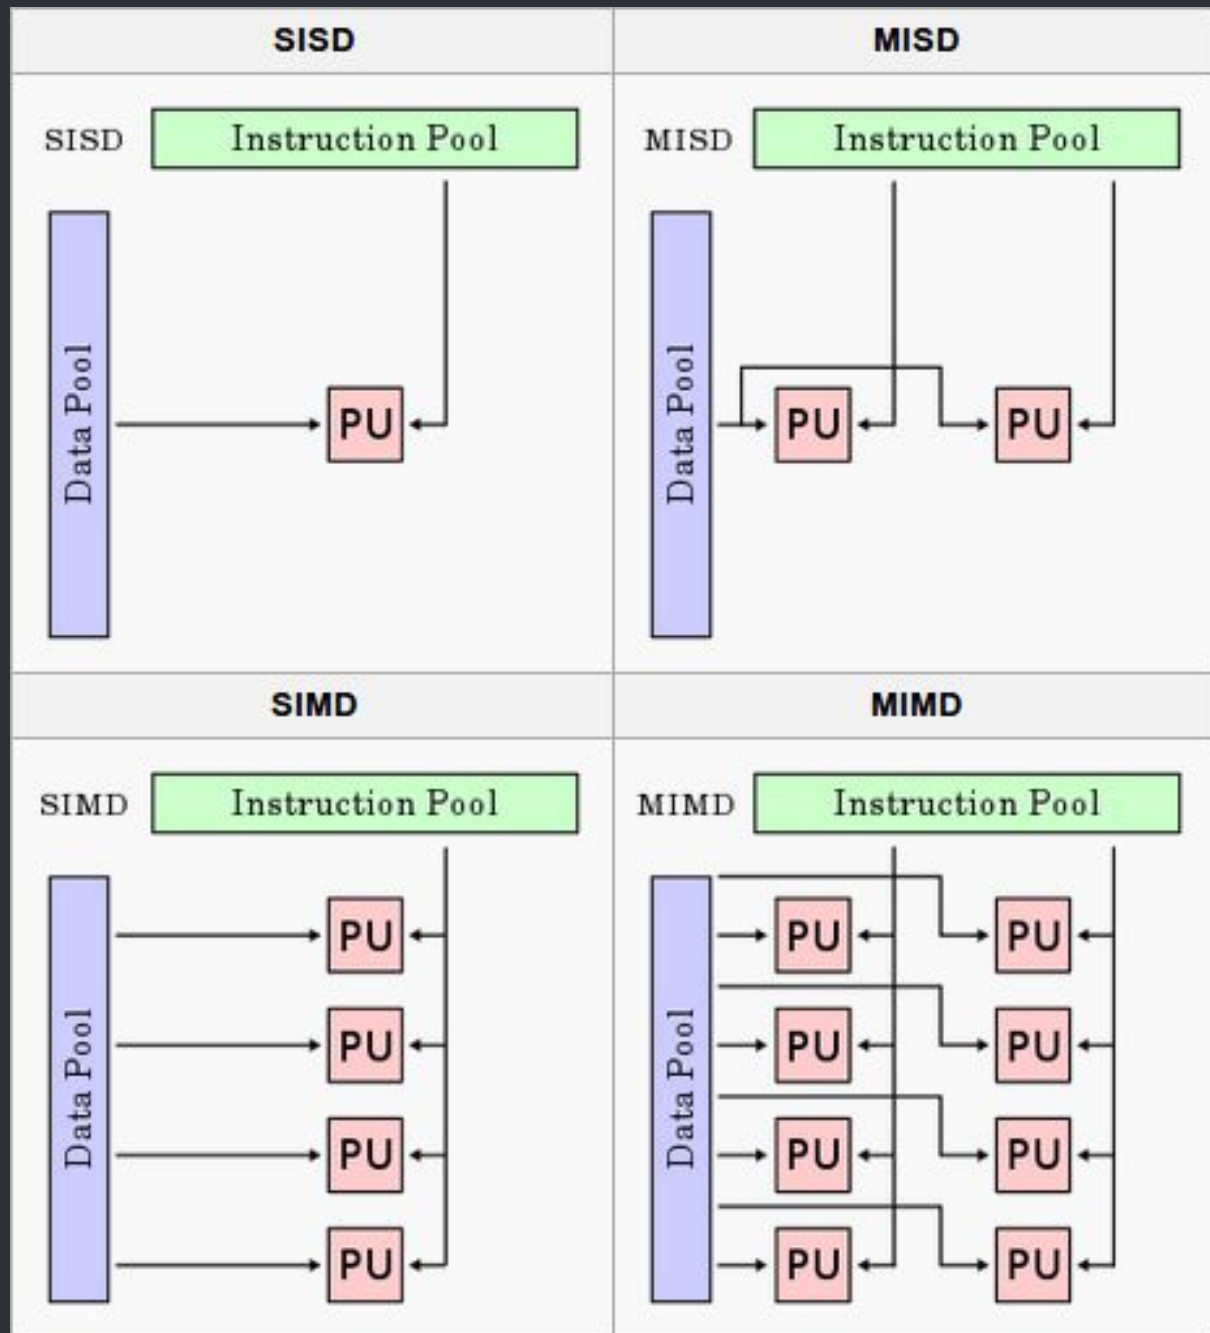 SISD
MISD
SISD
Instruction Pool
MISD
Instruction Pool
Data Pool
PU
Data Pool
PU
PU
SIMD
MIMD
SIMD
Instruction Pool
MIMD
Instruction Pool
Data Pool
PU
PU
PU
PU
Data Pool
PU
PU
PU
PU
PU
PU
PU
PU